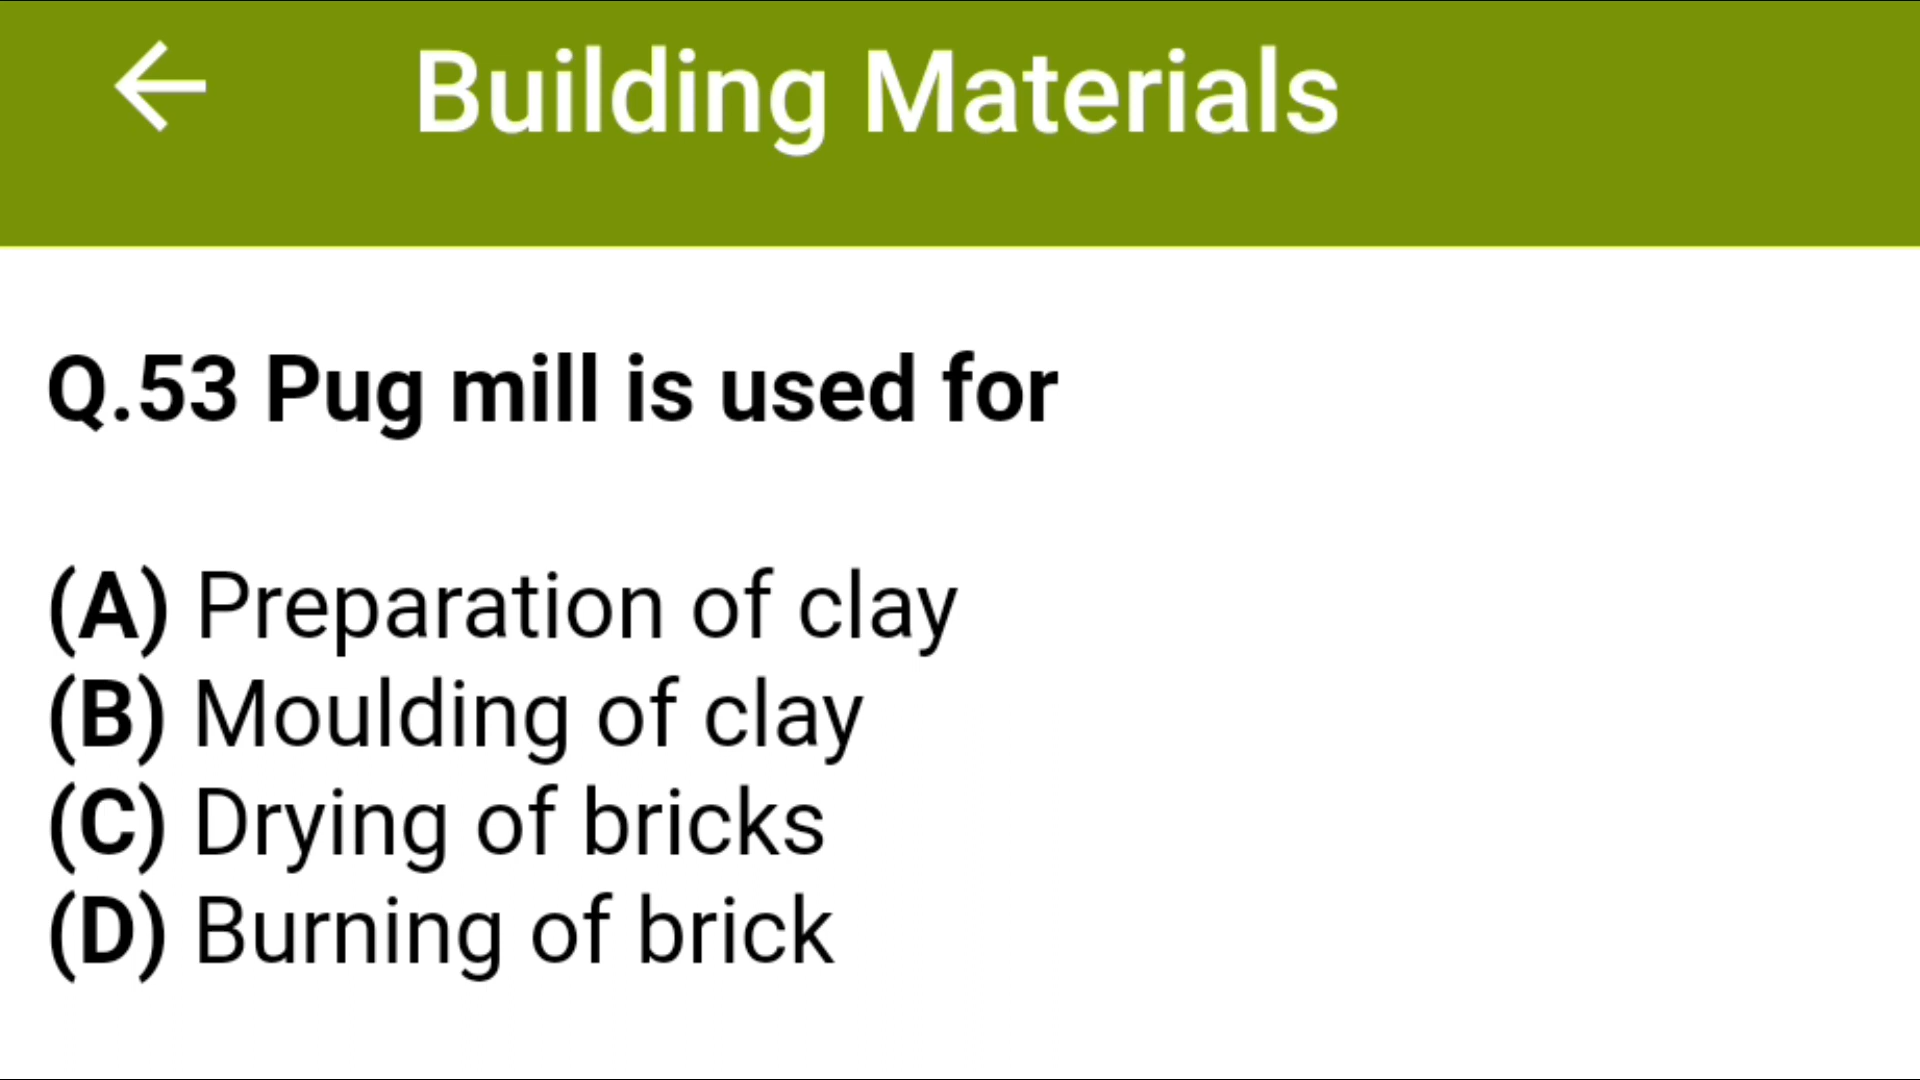 Building Materials
Q.53 Pug mill is used for
(A) Preparation of clay
(B) Moulding of clay
(C) Drying of bricks
(D) Burning of brick